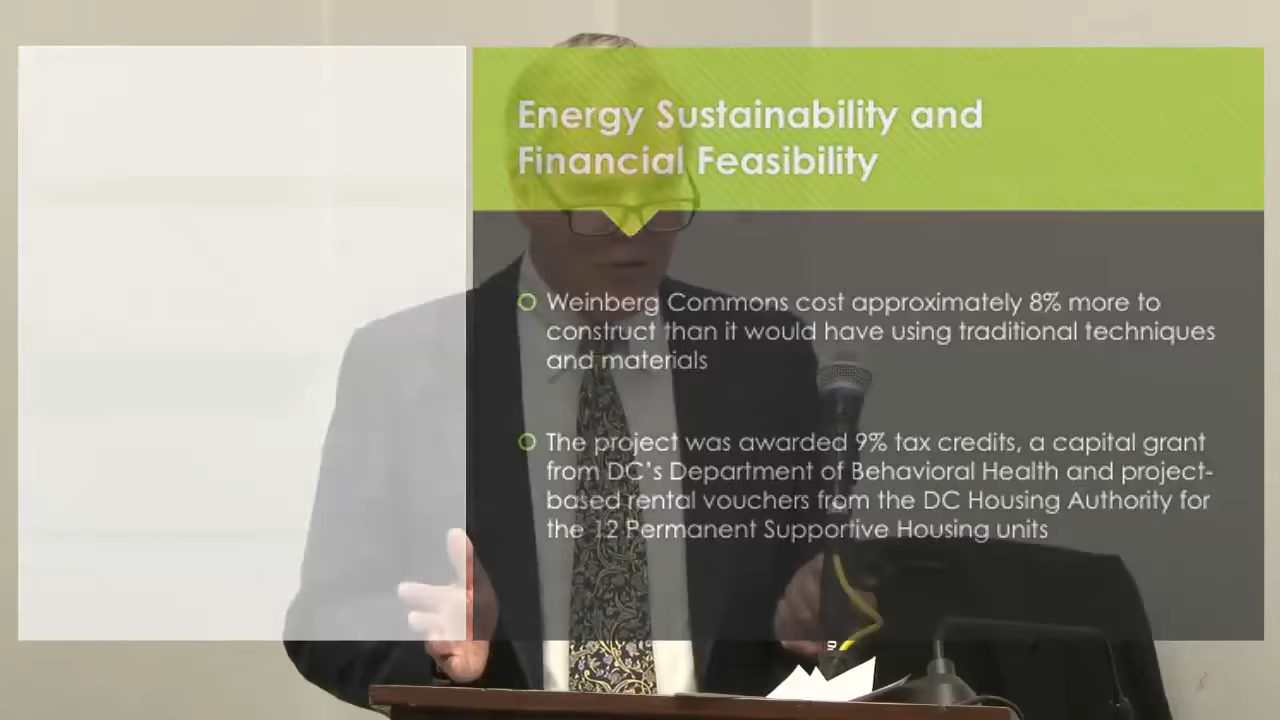 Energy Sustainability and
Financial Feasibility
Weinberg Commons cost approximately 8% more to
construct than it would have using traditional techniques
and materials
The project was awarded 9% tax credits, a capital grant
from DC's Department of Behavioral Health and project-
based rental vouchers from the DC Housing Authority for
the 12 Permanent Supportive Housing units